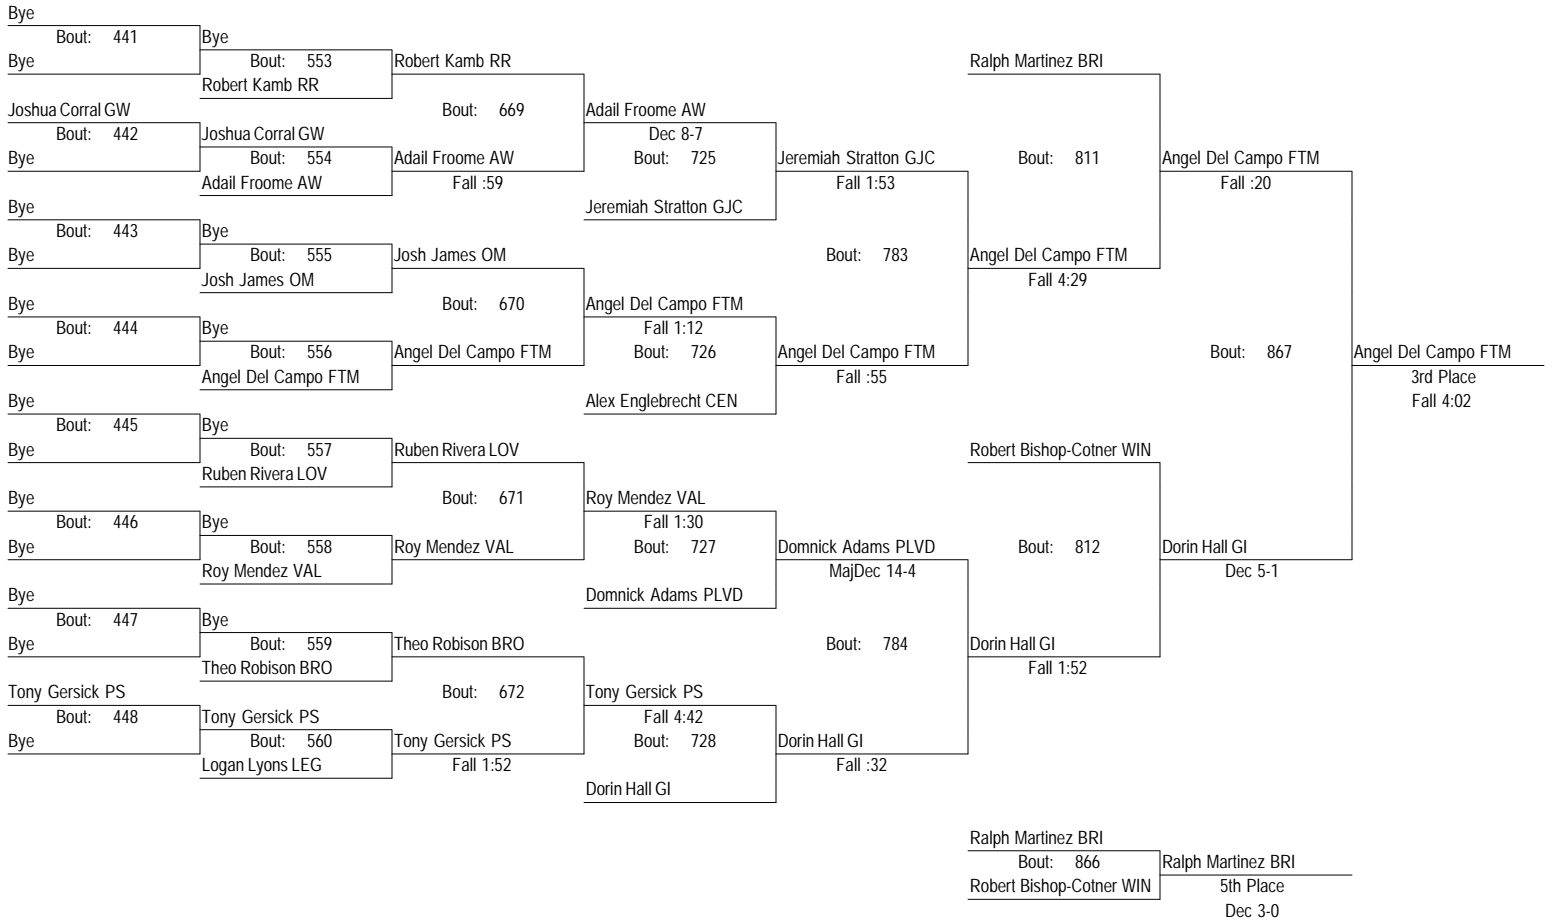 Bye
Bout: 441 Bye
Bye Bout: 553 Robert Kamb RR Ralph Martinez BRI
Robert Kamb RR
Joshua Corral GW Bout: 669 Adail Froome AW
Bout: 442 Joshua Corral GW Dec 8-7
Bye Bout: 554 Adail Froome AW Bout: 725 Jeremiah Stratton GJC Bout: 811 Angel Del Campo FTM
Adail Froome AW Fall :59 Fall 1:53 Fall :20
Bye Jeremiah Stratton GJC
Bout: 443 Bye
Bye Bout: 555 Josh James OM Bout: 783 Angel Del Campo FTM
Josh James OM Fall 4:29
Bye Bout: 670 Angel Del Campo FTM
Bout: 444 Bye Fall 1:12
Bye Bout: 556 Angel Del Campo FTM Bout: 726 Angel Del Campo FTM Bout: 867 Angel Del Campo FTM
Angel Del Campo FTM Fall :55 3rd Place
Bye Alex Englebrecht CEN Fall 4:02
Bout: 445 Bye
Bye Bout: 557 Ruben Rivera LOV Robert Bishop-Cotner WIN
Ruben Rivera LOV
Bye Bout: 671 Roy Mendez VAL
Bout: 446 Bye Fall 1:30
Bye Bout: 558 Roy Mendez VAL Bout: 727 Domnick Adams PLVD Bout: 812 Dorin Hall GI
Roy Mendez VAL MajDec 14-4 Dec 5-1
Bye Domnick Adams PLVD
Bout: 447 Bye
Bye Bout: 559 Theo Robison BRO Bout: 784 Dorin Hall GI
Theo Robison BRO Fall 1:52
Tony Gersick PS Bout: 672 Tony Gersick PS
Bout: 448 Tony Gersick PS Fall 4:42
Bye Bout: 560 Tony Gersick PS Bout: 728 Dorin Hall GI
Logan Lyons LEG Fall 1:52 Fall :32
Dorin Hall GI
Ralph Martinez BRI
Bout: 866 Ralph Martinez BRI
Robert Bishop-Cotner WIN 5th Place
Dec 3-0